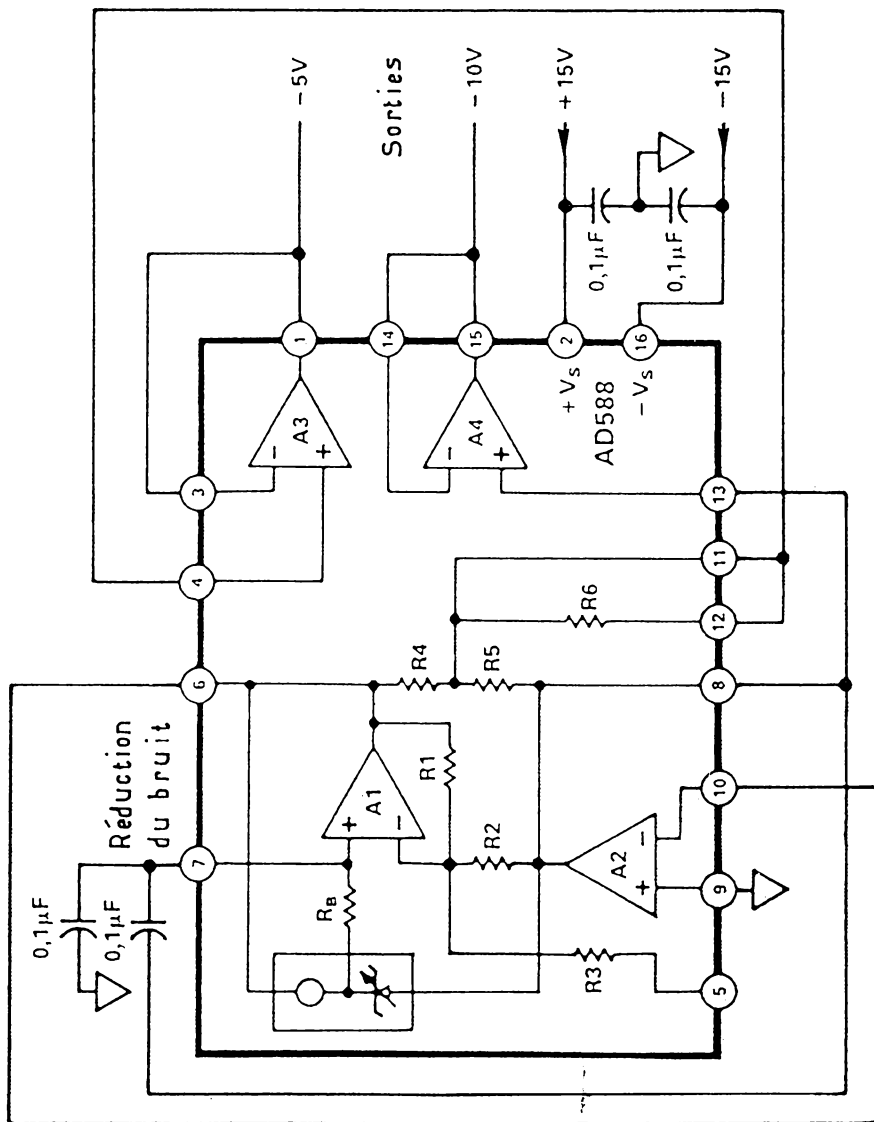 Réduction
du bruit
0,1µF
0,1µF
7
6
4
3
A3
-
+
1
- 5V
Sorties
14
A4
-
+
15
- 10V
2
+ Vs
+ 15V
AD588
0,1µF
0,1µF
16
- Vs
- 15V
A1
+
-
RB
R1
R2
R3
R4
R5
R6
A2
+
-
5
9
10
8
12
11
13